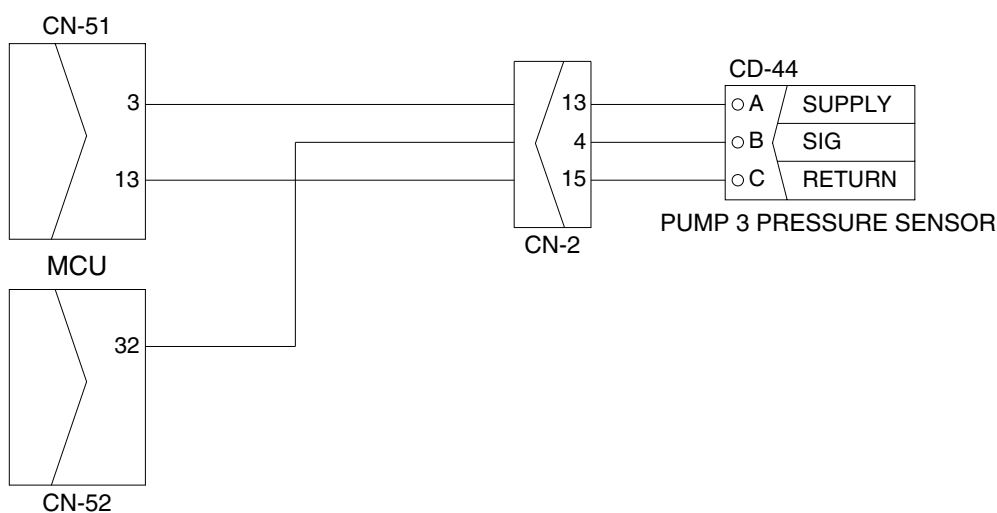 CN-51
3
13
MCU
32
CN-52
13
4
15
CN-2
CD-44
A SUPPLY
B SIG
C RETURN
PUMP 3 PRESSURE SENSOR